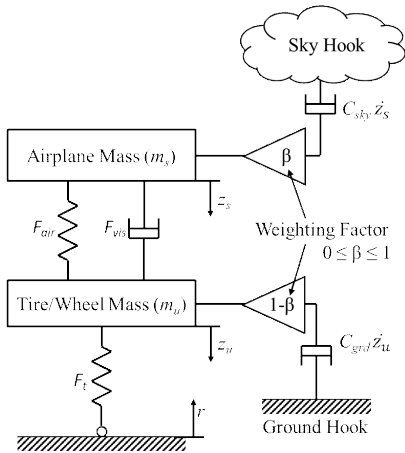 Sky Hook
C_sky ż_s
Airplane Mass (m_s)
β
z_s
F_air
F_vis
Weighting Factor
0 ≤ β ≤ 1
Tire/Wheel Mass (m_u)
1-β
z_u
C_grd ż_u
F_t
r
Ground Hook